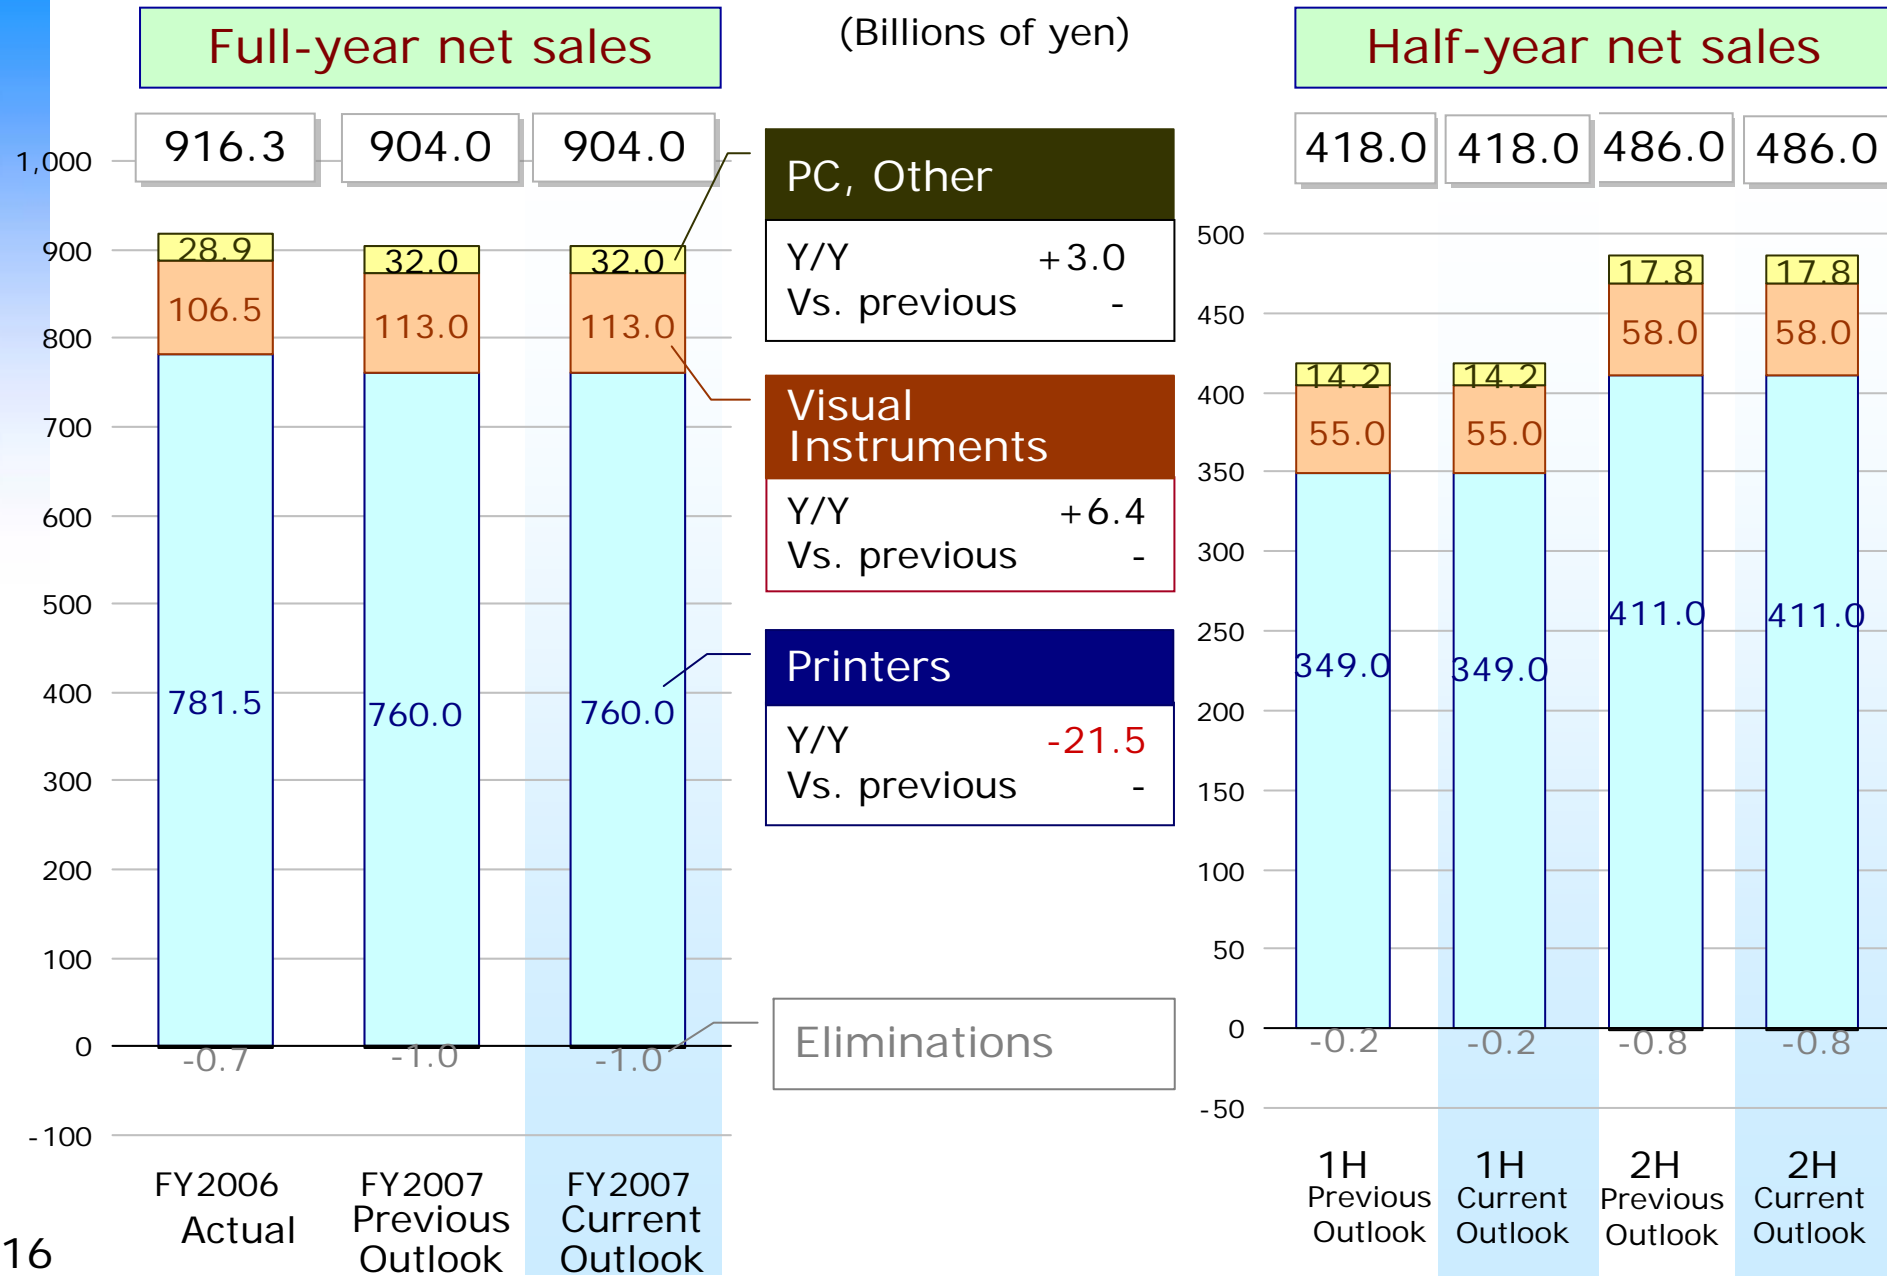 Full-year net sales
(Billions of yen)
Half-year net sales
916.3
904.0
904.0
418.0
418.0
486.0
486.0
1,000
900
800
700
600
500
400
300
200
100
0
-100
28.9
106.5
781.5
-0.7
32.0
113.0
760.0
-1.0
32.0
113.0
760.0
-1.0
FY2006
Actual
FY2007
Previous
Outlook
FY2007
Current
Outlook
PC, Other
Y/Y +3.0
Vs. previous -
Visual
Instruments
Y/Y +6.4
Vs. previous -
Printers
Y/Y -21.5
Vs. previous -
Eliminations
500
450
400
350
300
250
200
150
100
50
0
-50
14.2
55.0
349.0
-0.2
14.2
55.0
349.0
-0.2
17.8
58.0
411.0
-0.8
17.8
58.0
411.0
-0.8
1H
Previous
Outlook
1H
Current
Outlook
2H
Previous
Outlook
2H
Current
Outlook
16